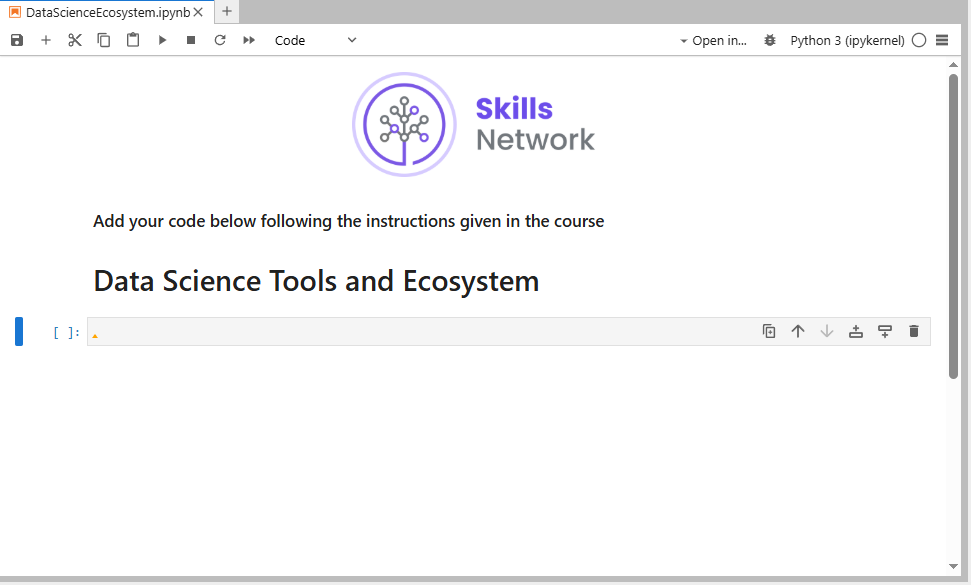 DataScienceEcosystem.ipynb
Code
Open in...
Python 3 (ipykernel)
Skills
Network
Add your code below following the instructions given in the course
Data Science Tools and Ecosystem
[ ]: